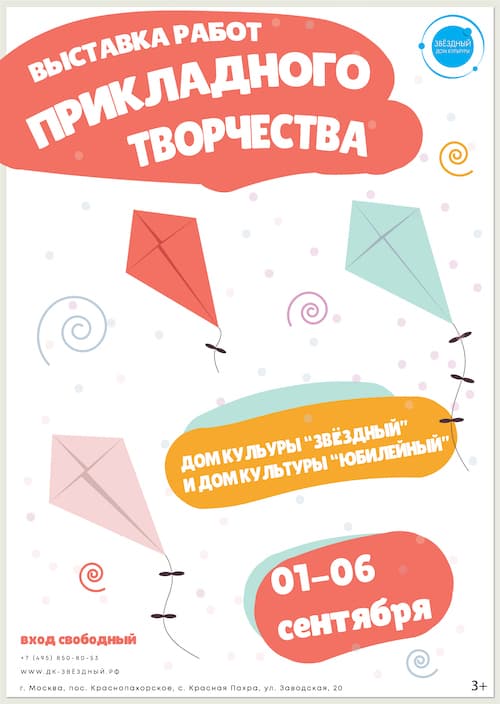 ВЫСТАВКА РАБОТ
ПРИКЛАДНОГО
ТВОРЧЕСТВА
ЗВЁЗДНЫЙ
ДОМ КУЛЬТУРЫ
ДОМ КУЛЬУРЫ “ЗВЁЗДНЫЙ”
И ДОМ КУЛЬТУРЫ “ЮБИЛЕЙНЫЙ”
01–06
сентября
вход свободный
+7 (495) 850-80-53
WWW.ДК-ЗВЁЗДНЫЙ.РФ
г. Москва, пос. Краснопахорское, с. Красная Пахра, ул. Заводская, 20
3+